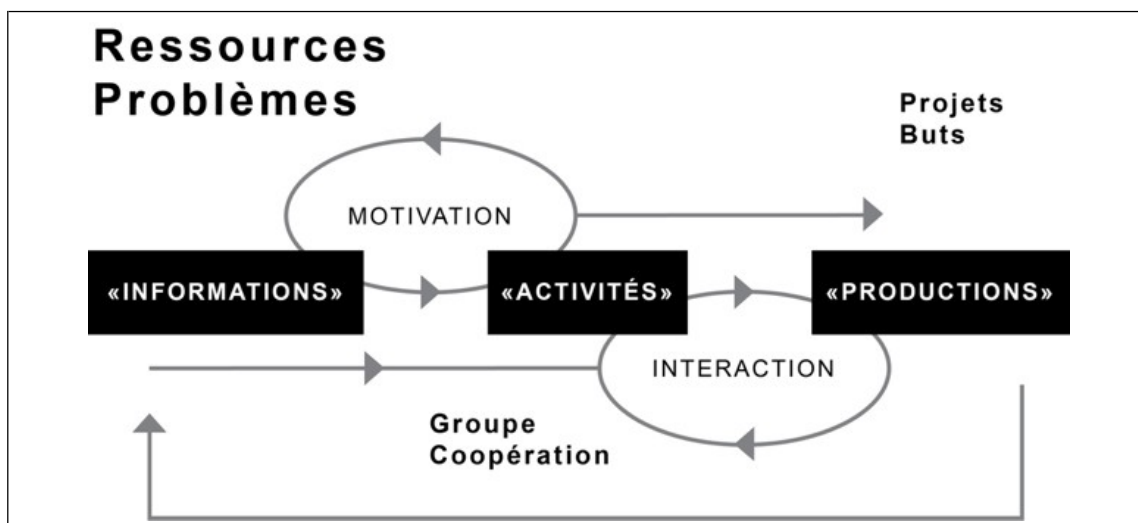 Ressources
Problèmes
Projets
Buts
MOTIVATION
«INFORMATIONS»
«ACTIVITÉS»
«PRODUCTIONS»
INTERACTION
Groupe
Coopération